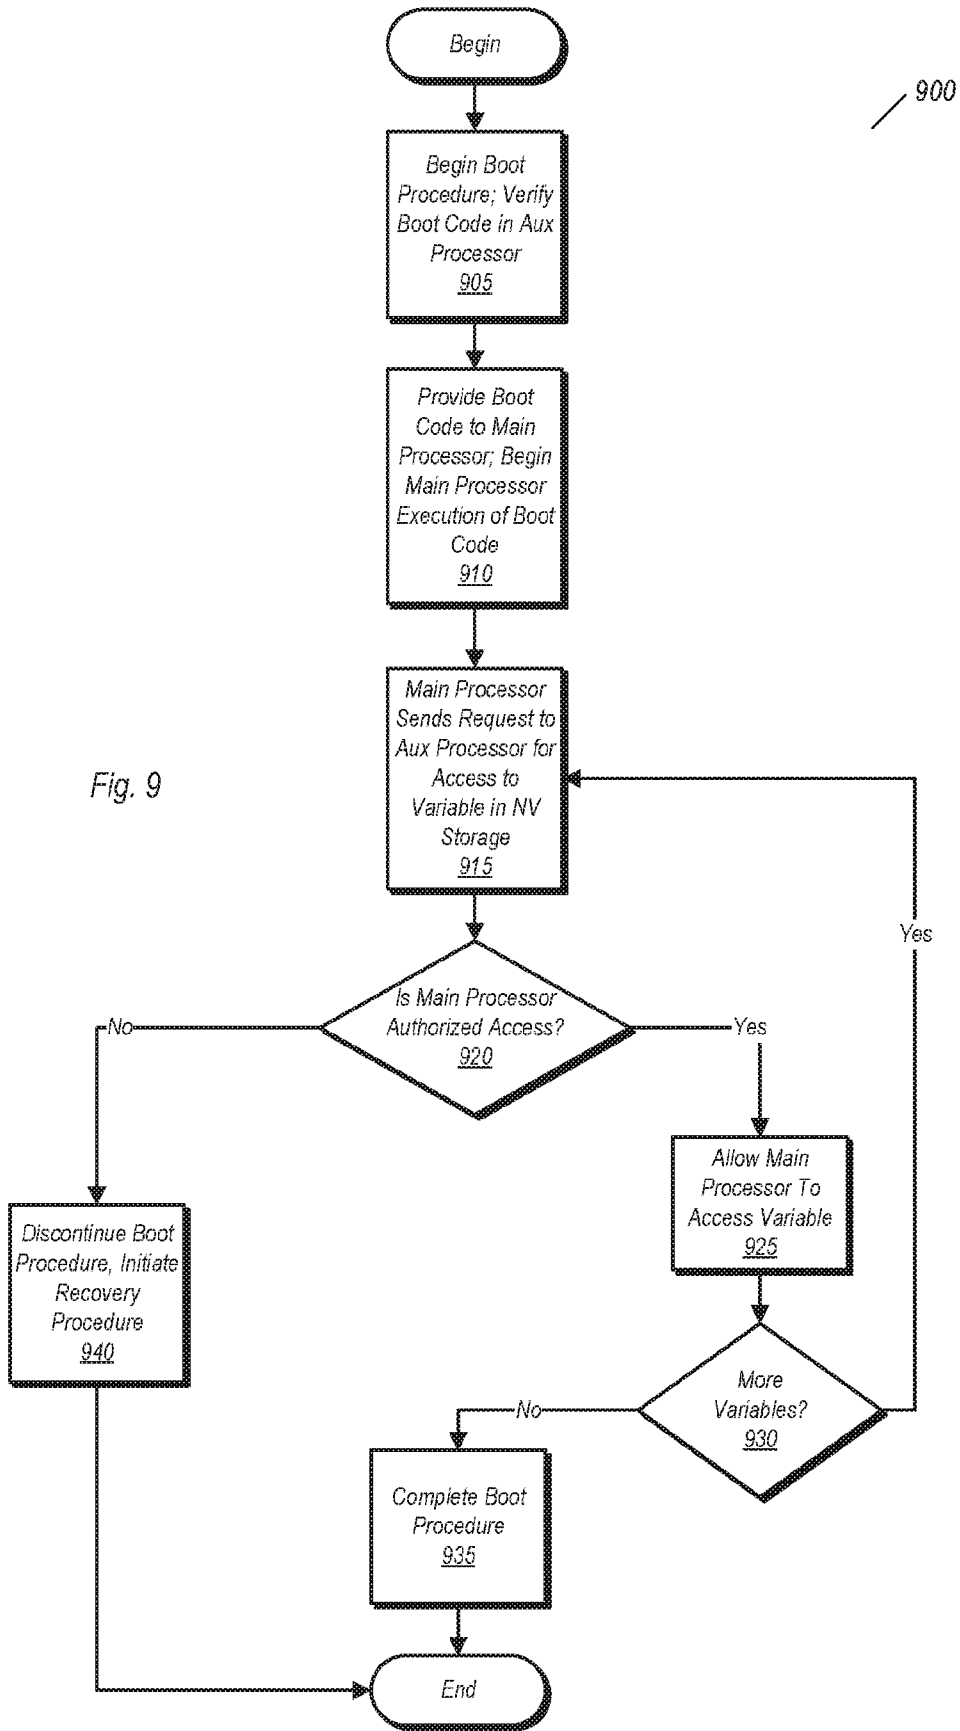 Begin
900
Begin Boot
Procedure; Verify
Boot Code in Aux
Processor
905
Provide Boot
Code to Main
Processor; Begin
Main Processor
Execution of Boot
Code
910
Main Processor
Sends Request to
Aux Processor for
Access to
Variable in NV
Storage
915
Fig. 9
Yes
Is Main Processor
Authorized Access?
920
No
Yes
Allow Main
Processor To
Access Variable
925
Discontinue Boot
Procedure, Initiate
Recovery
Procedure
940
More
Variables?
930
No
Complete Boot
Procedure
935
End